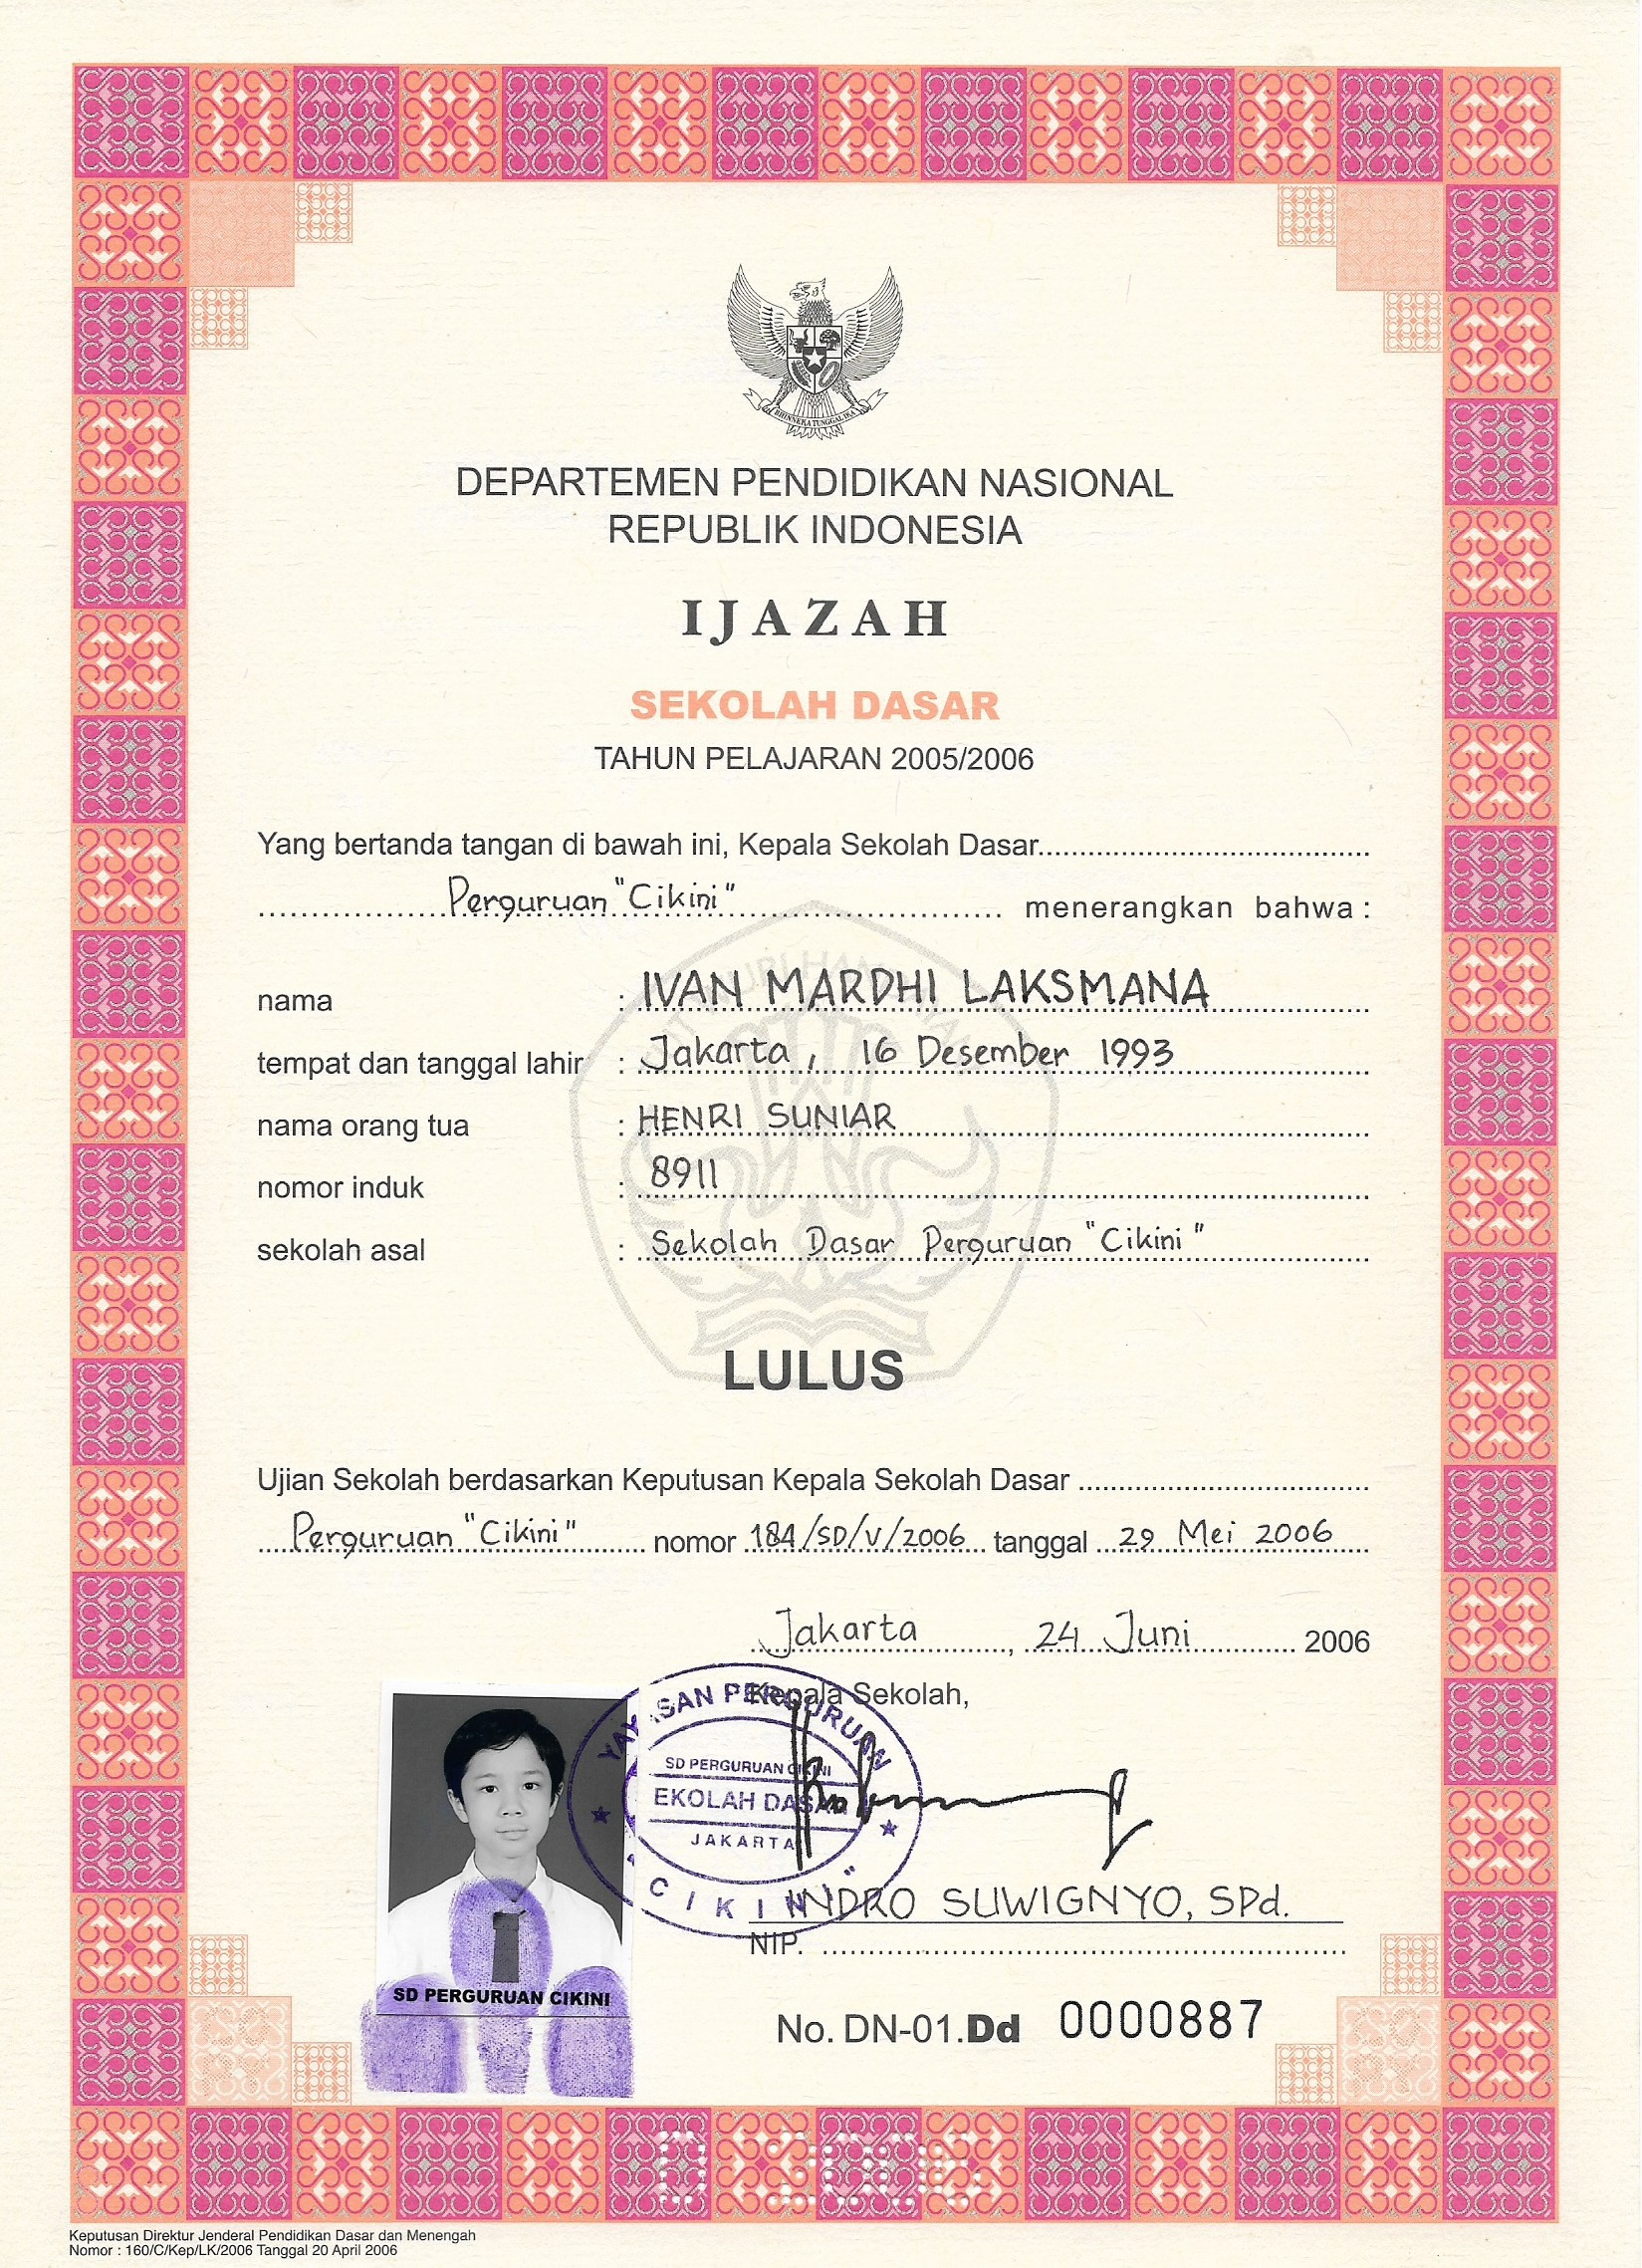 BHINNEKA TUNGGAL IKA
DEPARTEMEN PENDIDIKAN NASIONAL
REPUBLIK INDONESIA
IJAZAH
SEKOLAH DASAR
TAHUN PELAJARAN 2005/2006
Yang bertanda tangan di bawah ini, Kepala Sekolah Dasar
Perguruan "Cikini" menerangkan bahwa :
nama : IVAN MARDHI LAKSMANA
tempat dan tanggal lahir : Jakarta, 16 Desember 1993
nama orang tua : HENRI SUNIAR
nomor induk : 8911
sekolah asal : Sekolah Dasar Perguruan "Cikini"
LULUS
Ujian Sekolah berdasarkan Keputusan Kepala Sekolah Dasar
Perguruan "Cikini" nomor 184/SD/V/2006 tanggal 29 Mei 2006
Jakarta, 24 Juni 2006
Kepala Sekolah,
YAYASAN PERGURUAN
SD PERGURUAN CIKINI
EKOLAH DASAR
JAKARTA
"CIKINI"
INDRO SUWIGNYO, SPd.
NIP.
SD PERGURUAN CIKINI
No. DN-01.Dd 0000887
Keputusan Direktur Jenderal Pendidikan Dasar dan Menengah
Nomor : 160/C/Kep/LK/2006 Tanggal 20 April 2006